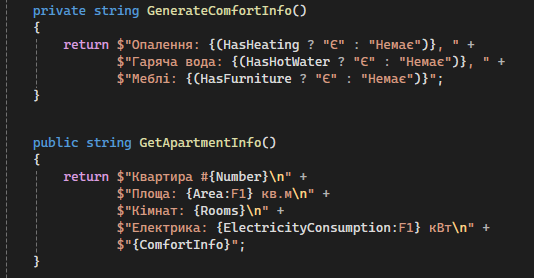 private string GenerateComfortInfo()
{
return $"Опалення: {(HasHeating ? "Є" : "Немає")}, " +
$"Гаряча вода: {(HasHotWater ? "Є" : "Немає")}, " +
$"Меблі: {(HasFurniture ? "Є" : "Немає")}";
}
public string GetApartmentInfo()
{
return $"Квартира #{Number}\n" +
$"Площа: {Area:F1} кв.м\n" +
$"Кімнат: {Rooms}\n" +
$"Електрика: {ElectricityConsumption:F1} кВт\n" +
$"{ComfortInfo}";
}